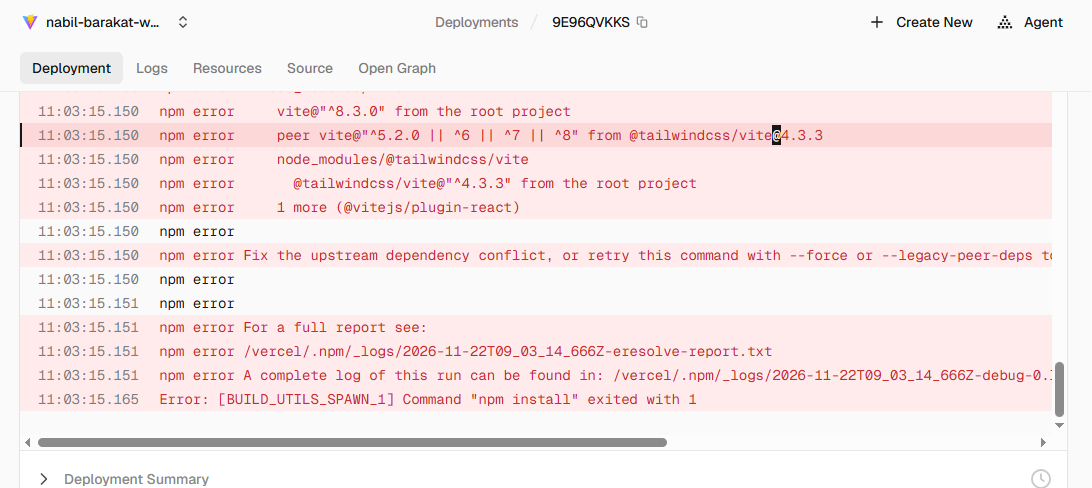 nabil-barakat-w...
Deployments / 9E96QVKKS
Create New
Agent
Deployment Logs Resources Source Open Graph
11:03:15.150 npm error vite@"^8.3.0" from the root project
11:03:15.150 npm error peer vite@"^5.2.0 || ^6 || ^7 || ^8" from @tailwindcss/vite@4.3.3
11:03:15.150 npm error node_modules/@tailwindcss/vite
11:03:15.150 npm error @tailwindcss/vite@"^4.3.3" from the root project
11:03:15.150 npm error 1 more (@vitejs/plugin-react)
11:03:15.150 npm error
11:03:15.150 npm error Fix the upstream dependency conflict, or retry this command with --force or --legacy-peer-deps to
11:03:15.150 npm error
11:03:15.151 npm error
11:03:15.151 npm error For a full report see:
11:03:15.151 npm error /vercel/.npm/_logs/2026-11-22T09_03_14_666Z-eresolve-report.txt
11:03:15.151 npm error A complete log of this run can be found in: /vercel/.npm/_logs/2026-11-22T09_03_14_666Z-debug-0.
11:03:15.165 Error: [BUILD_UTILS_SPAWN_1] Command "npm install" exited with 1
Deployment Summary